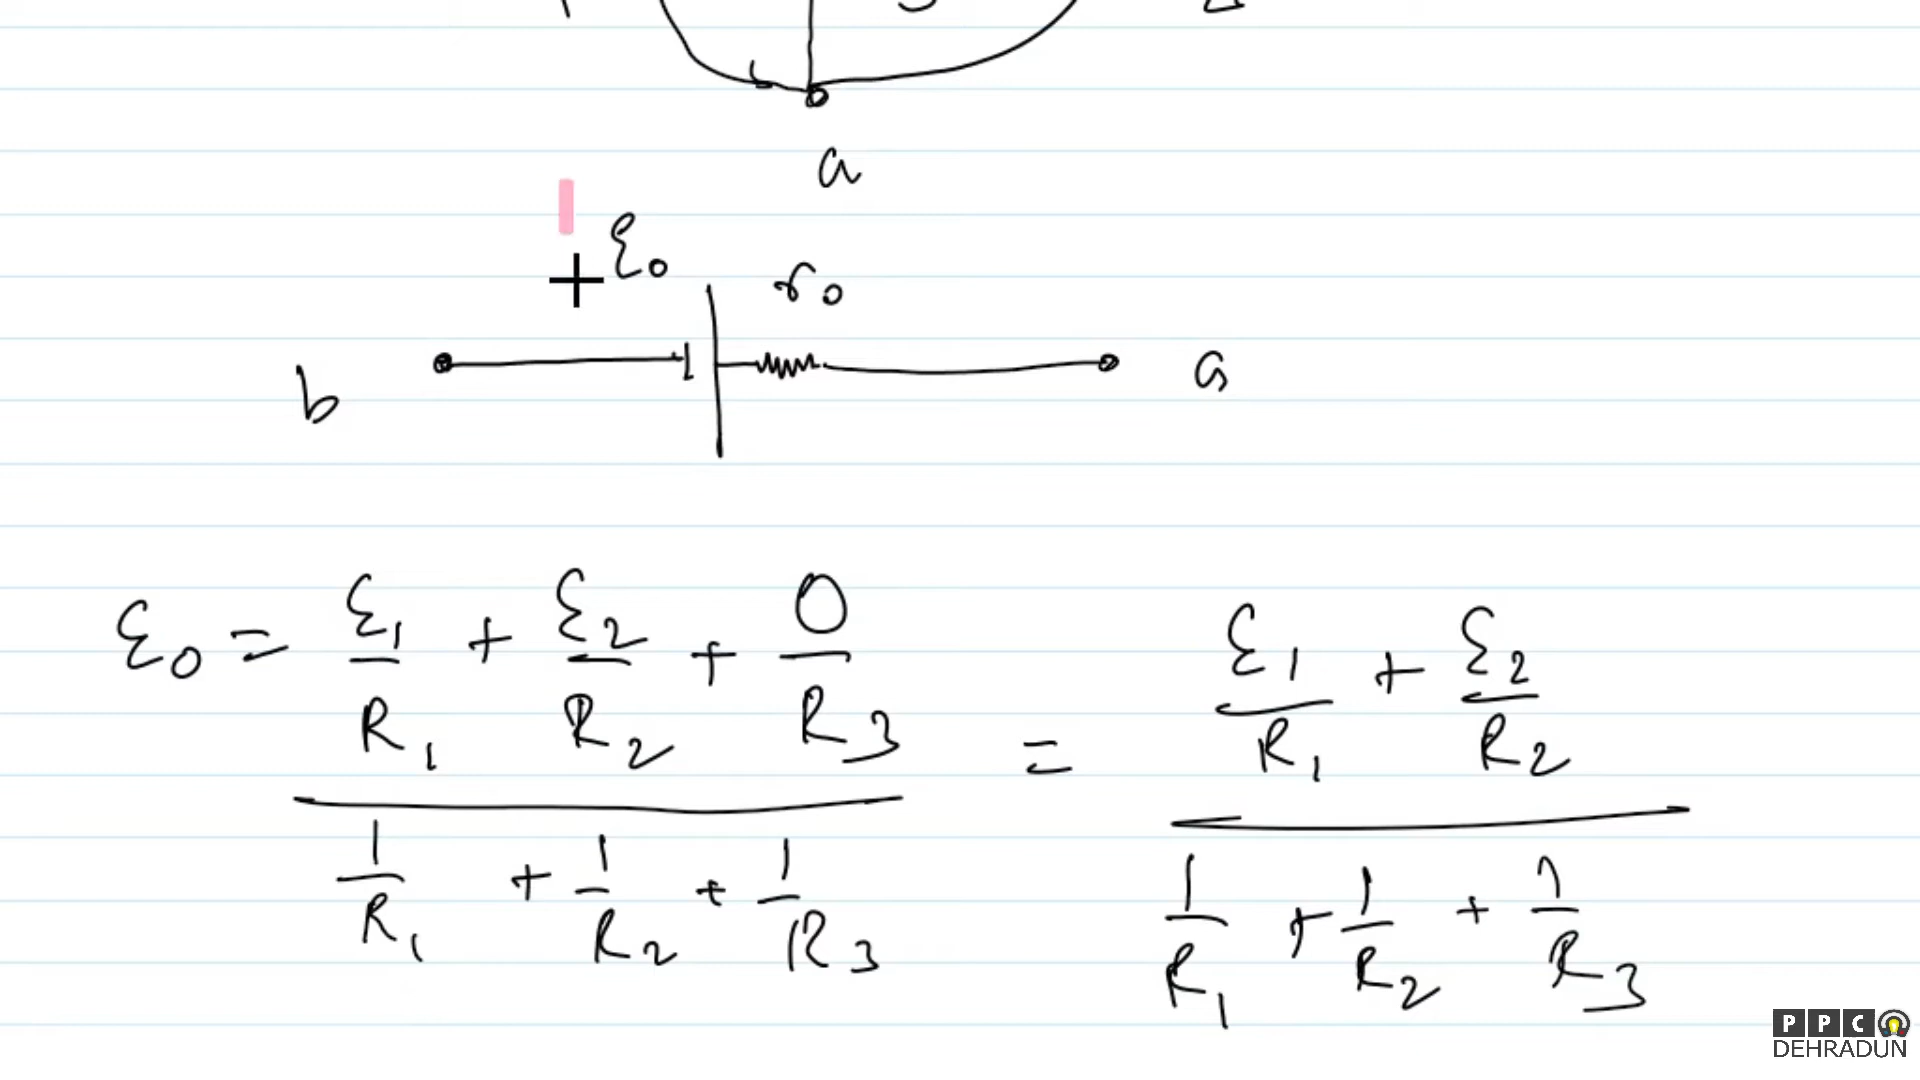 a
ε₀
r₀
b
a
ε₀ = (ε₁/R₁ + ε₂/R₂ + 0/R₃) / (1/R₁ + 1/R₂ + 1/R₃) = (ε₁/R₁ + ε₂/R₂) / (1/R₁ + 1/R₂ + 1/R₃)
PPC
DEHRADUN